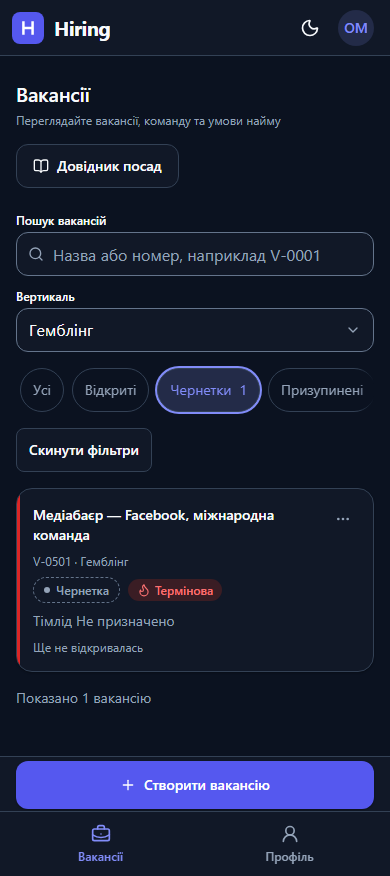 H Hiring OM
Вакансії
Переглядайте вакансії, команду та умови найму
Довідник посад
Пошук вакансій
Назва або номер, наприклад V-0001
Вертикаль
Гемблінг
Усі Відкриті Чернетки 1 Призупинені
Скинути фільтри
Медіабаєр — Facebook, міжнародна
команда
V-0501 · Гемблінг
Чернетка Термінова
Тімлід Не призначено
Ще не відкривалась
Показано 1 вакансію
+ Створити вакансію
Вакансії Профіль